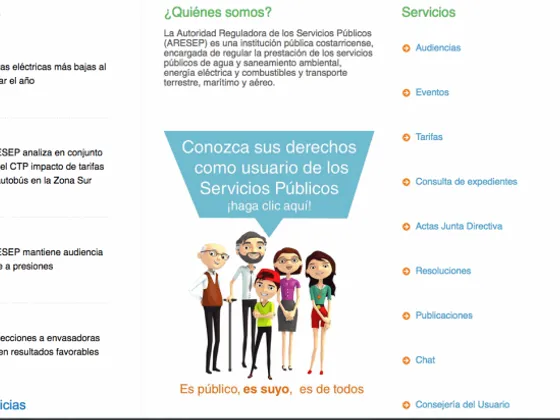 as eléctricas más bajas al
ar el año
ESEP analiza en conjunto
el CTP impacto de tarifas
autobús en la Zona Sur
ESEP mantiene audiencia
e a presiones
ecciones a envasadoras
en resultados favorables
icias
¿Quiénes somos?
La Autoridad Reguladora de los Servicios Públicos
(ARESEP) es una institución pública costarricense,
encargada de regular la prestación de los servicios
públicos de agua y saneamiento ambiental,
energía eléctrica y combustibles y transporte
terrestre, marítimo y aéreo.
Conozca sus derechos
como usuario de los
Servicios Públicos
¡haga clic aquí!
Es público, es suyo, es de todos
Servicios
Audiencias
Eventos
Tarifas
Consulta de expedientes
Actas Junta Directiva
Resoluciones
Publicaciones
Chat
Consejería del Usuario